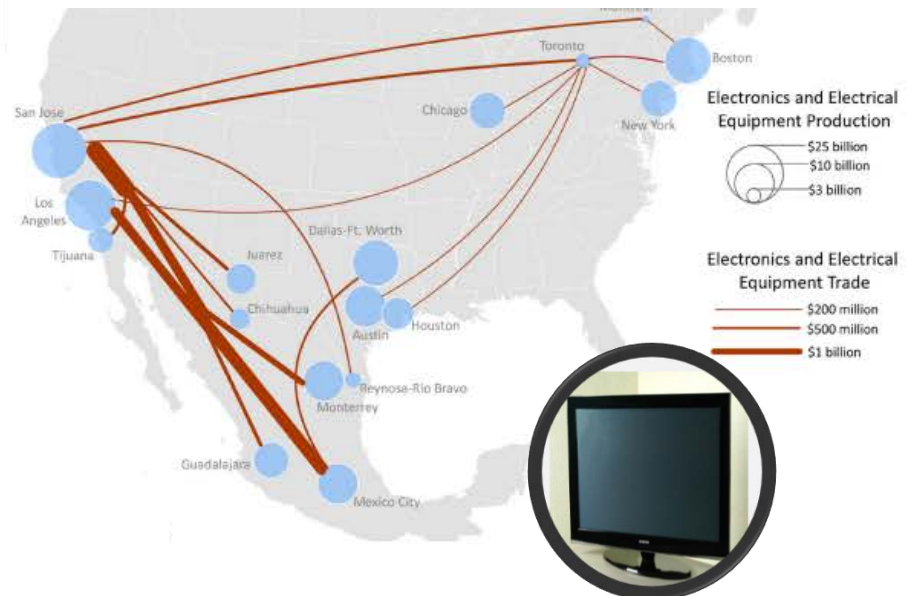 Toronto
Boston
San Jose
Chicago
New York
Los
Angeles
Tijuana
Dallas-Ft. Worth
Juarez
Chihuahua
Austin
Houston
Reynosa-Rio Bravo
Monterrey
Guadalajara
Mexico City
Electronics and Electrical
Equipment Production
$25 billion
$10 billion
$3 billion
Electronics and Electrical
Equipment Trade
$200 million
$500 million
$1 billion